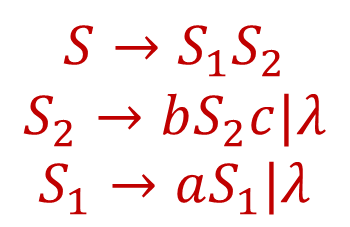 S → S₁S₂
S₂ → bS₂c|λ
S₁ → aS₁|λ